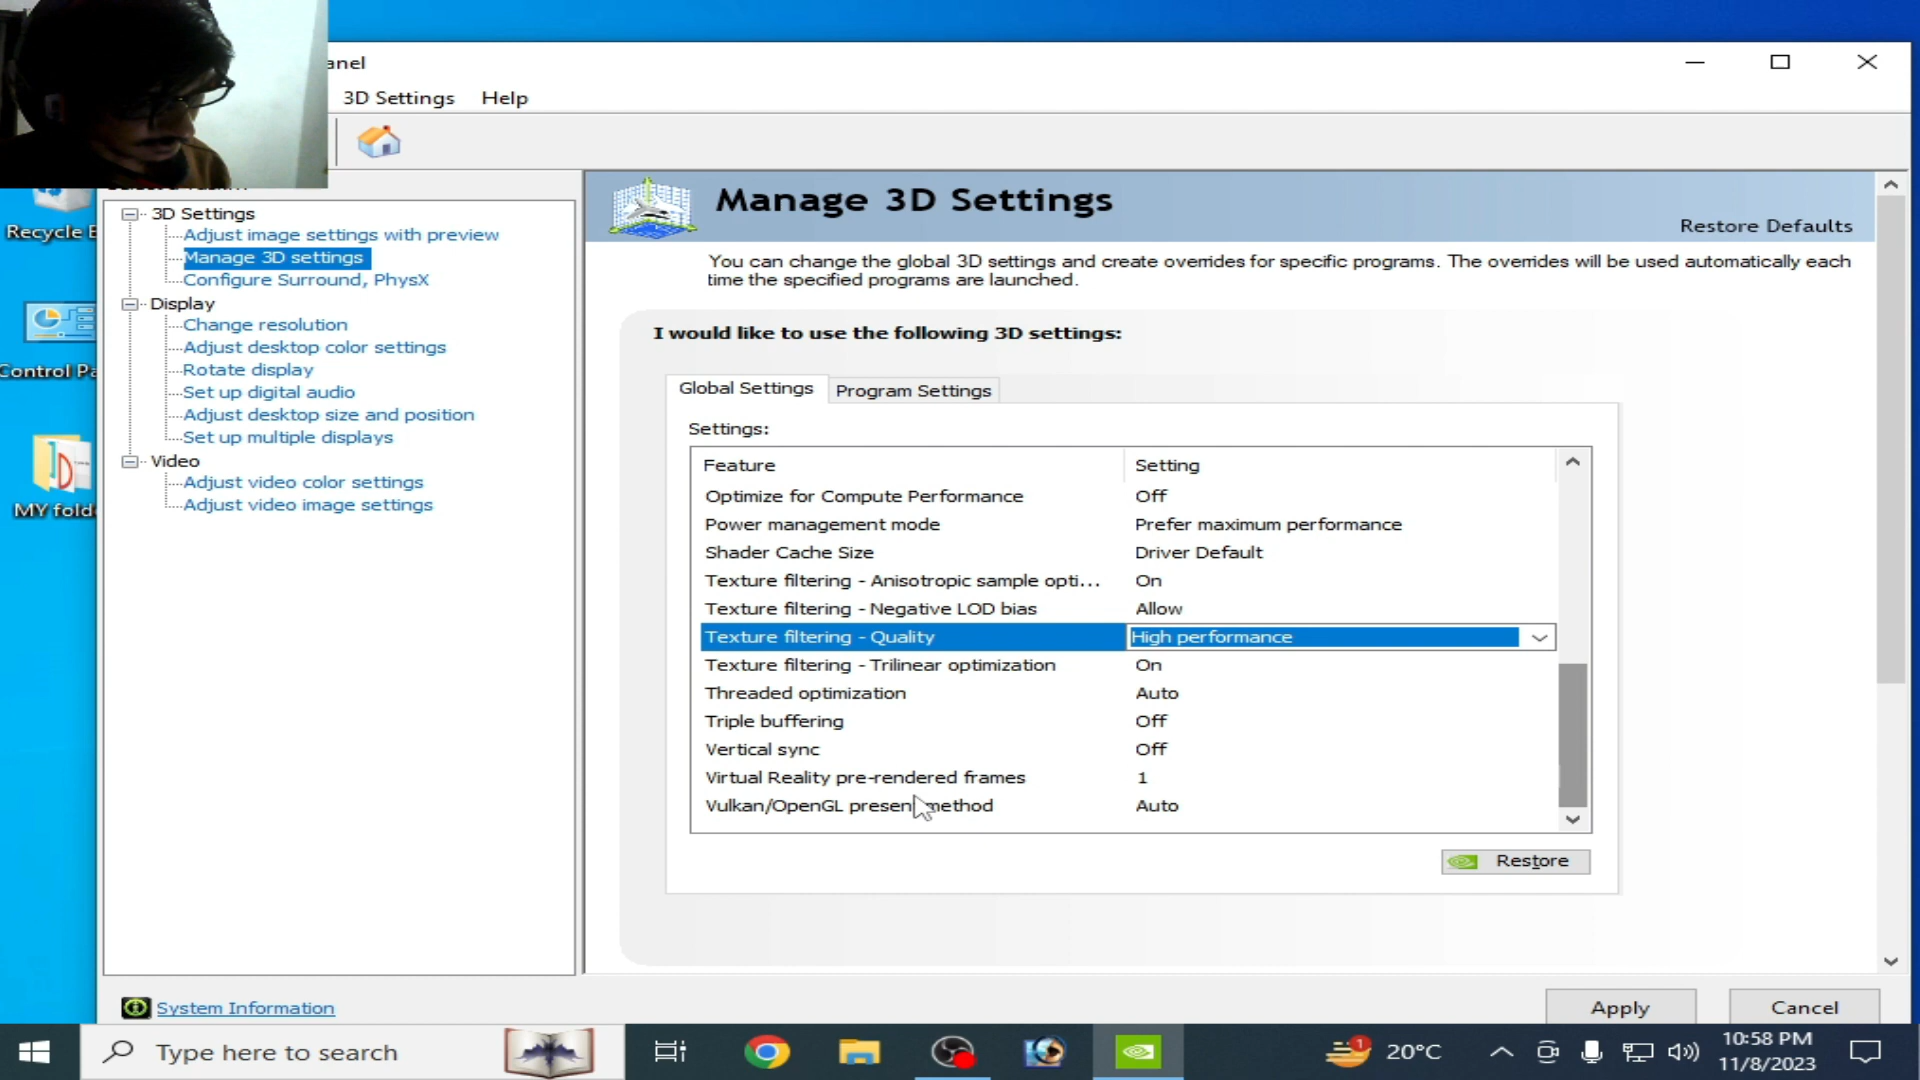 anel
3D Settings Help
Recycle
Control Pa
MY fold
3D Settings
Adjust image settings with preview
Manage 3D settings
Configure Surround, PhysX
Display
Change resolution
Adjust desktop color settings
Rotate display
Set up digital audio
Adjust desktop size and position
Set up multiple displays
Video
Adjust video color settings
Adjust video image settings
System Information
Manage 3D Settings
Restore Defaults
You can change the global 3D settings and create overrides for specific programs. The overrides will be used automatically each
time the specified programs are launched.
I would like to use the following 3D settings:
Global Settings Program Settings
Settings:
Feature Setting
Optimize for Compute Performance Off
Power management mode Prefer maximum performance
Shader Cache Size Driver Default
Texture filtering - Anisotropic sample opti... On
Texture filtering - Negative LOD bias Allow
Texture filtering - Quality High performance
Texture filtering - Trilinear optimization On
Threaded optimization Auto
Triple buffering Off
Vertical sync Off
Virtual Reality pre-rendered frames 1
Vulkan/OpenGL present method Auto
Restore
Apply Cancel
Type here to search
1
20°C
10:58 PM
11/8/2023